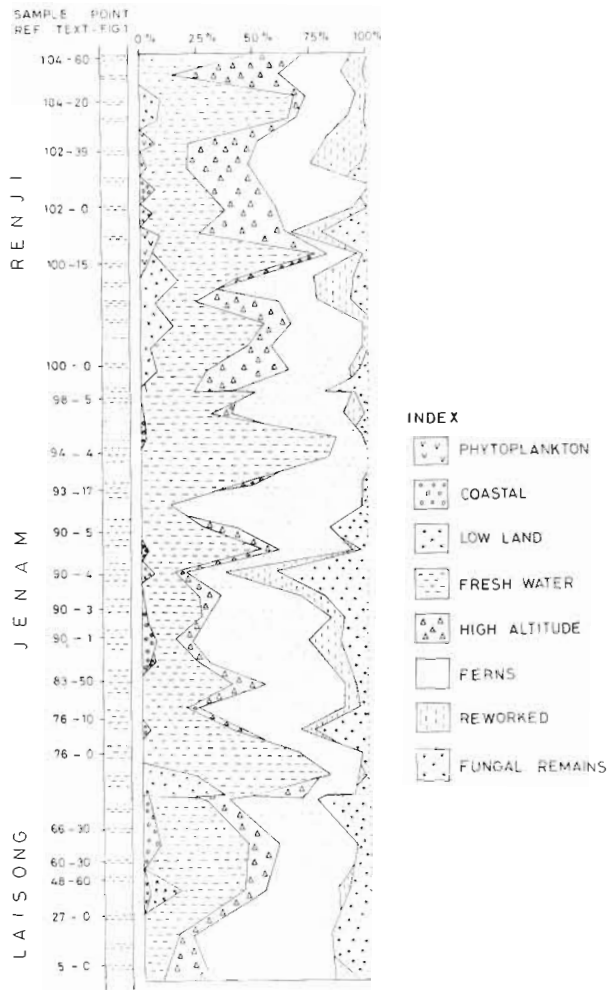 SAMPLE POINT
REF TEXT-FIG1
0% 25% 50% 75% 100%
104-60
104-20
102-39
102-0
100-15
100-0
98-5
94-4
93-17
90-5
90-4
90-3
90-1
83-50
76-10
76-0
66-30
60-30
48-60
27-0
5-0
RENJI
JENAM
LAISONG
INDEX
PHYTOPLANKTON
COASTAL
LOW LAND
FRESH WATER
HIGH ALTITUDE
FERNS
REWORKED
FUNGAL REMAINS